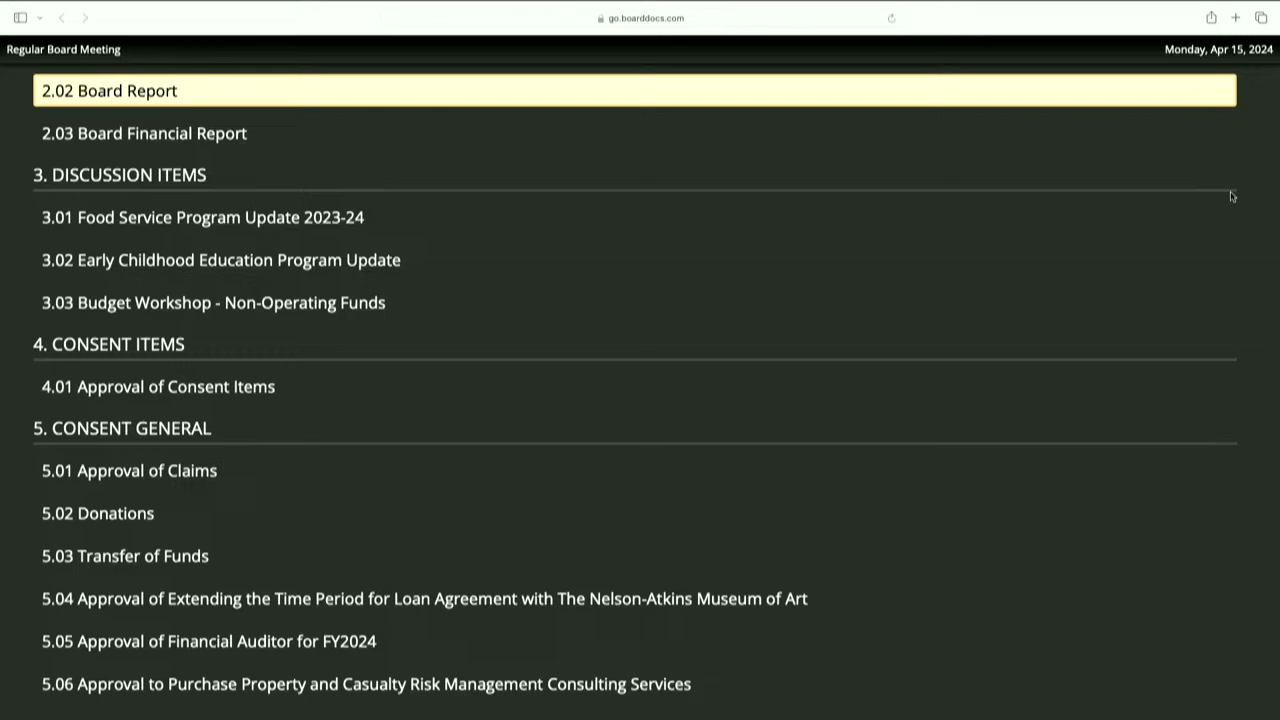 go.boarddocs.com
Regular Board Meeting
Monday, Apr 15, 2024
2.02 Board Report
2.03 Board Financial Report
3. DISCUSSION ITEMS
3.01 Food Service Program Update 2023-24
3.02 Early Childhood Education Program Update
3.03 Budget Workshop - Non-Operating Funds
4. CONSENT ITEMS
4.01 Approval of Consent Items
5. CONSENT GENERAL
5.01 Approval of Claims
5.02 Donations
5.03 Transfer of Funds
5.04 Approval of Extending the Time Period for Loan Agreement with The Nelson-Atkins Museum of Art
5.05 Approval of Financial Auditor for FY2024
5.06 Approval to Purchase Property and Casualty Risk Management Consulting Services